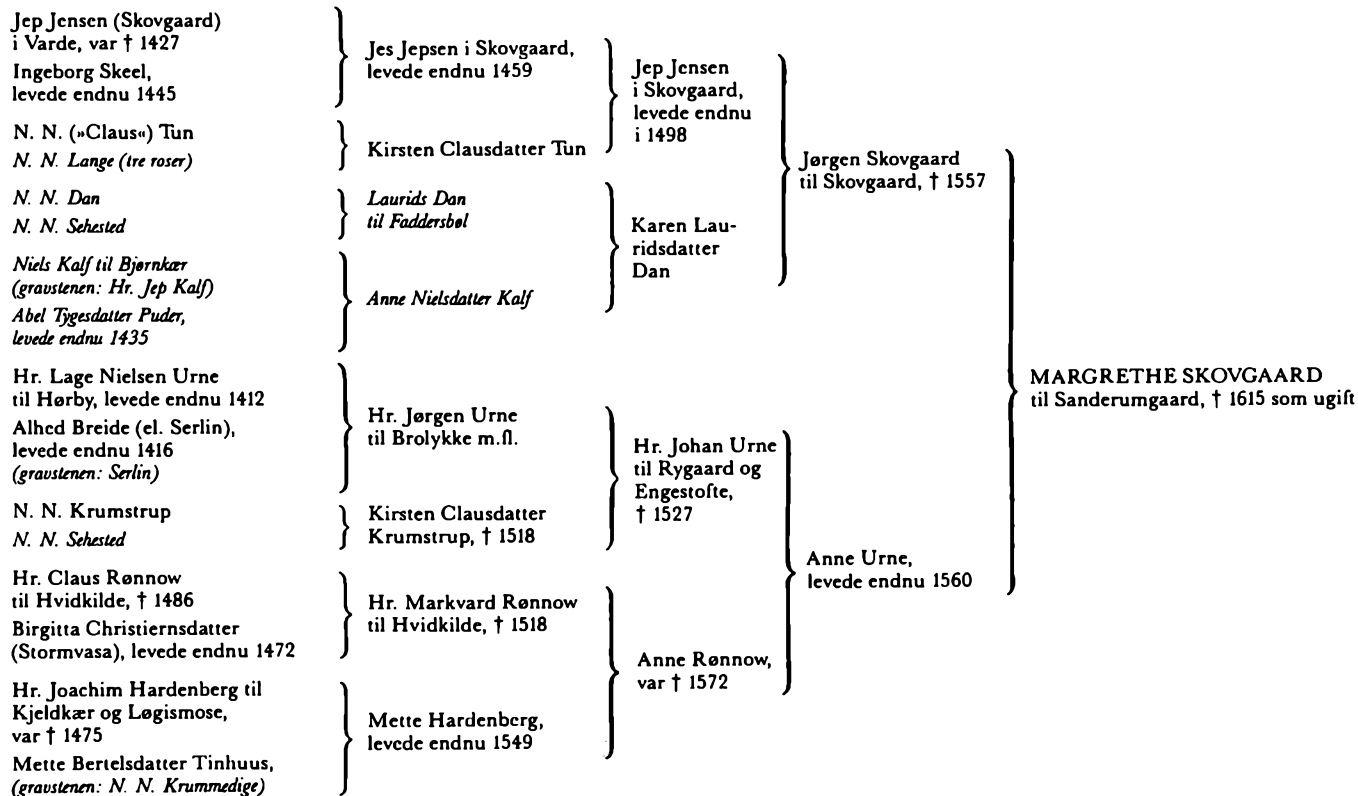 Jep Jensen (Skovgaard)
i Varde, var † 1427
Ingeborg Skeel,
levede endnu 1445
N. N. (»Claus«) Tun
N. N. Lange (tre roser)
N. N. Dan
N. N. Sehested
Niels Kalf til Bjørnkær
(gravstenen: Hr. Jep Kalf)
Abel Tygesdatter Puder,
levede endnu 1435
Hr. Lage Nielsen Urne
til Hørby, levede endnu 1412
Alhed Breide (el. Serlin),
levede endnu 1416
(gravstenen: Serlin)
N. N. Krumstrup
N. N. Sehested
Hr. Claus Rønnow
til Hvidkilde, † 1486
Birgitta Christiernsdatter
(Stormvasa), levede endnu 1472
Hr. Joachim Hardenberg til
Kjeldkær og Løgismose,
var † 1475
Mette Bertelsdatter Tinhuus,
(gravstenen: N. N. Krummedige)
Jes Jepsen i Skovgaard,
levede endnu 1459
Kirsten Clausdatter Tun
Laurids Dan
til Faddersbøl
Anne Nielsdatter Kalf
Hr. Jørgen Urne
til Brolykke m.fl.
Kirsten Clausdatter
Krumstrup, † 1518
Hr. Markvard Rønnow
til Hvidkilde, † 1518
Mette Hardenberg,
levede endnu 1549
Jep Jensen
i Skovgaard,
levede endnu
i 1498
Karen Lau-
ridsdatter
Dan
Hr. Johan Urne
til Rygaard og
Engestofte,
† 1527
Anne Rønnow,
var † 1572
Jørgen Skovgaard
til Skovgaard, † 1557
Anne Urne,
levede endnu 1560
MARGRETHE SKOVGAARD
til Sanderumgaard, † 1615 som ugift